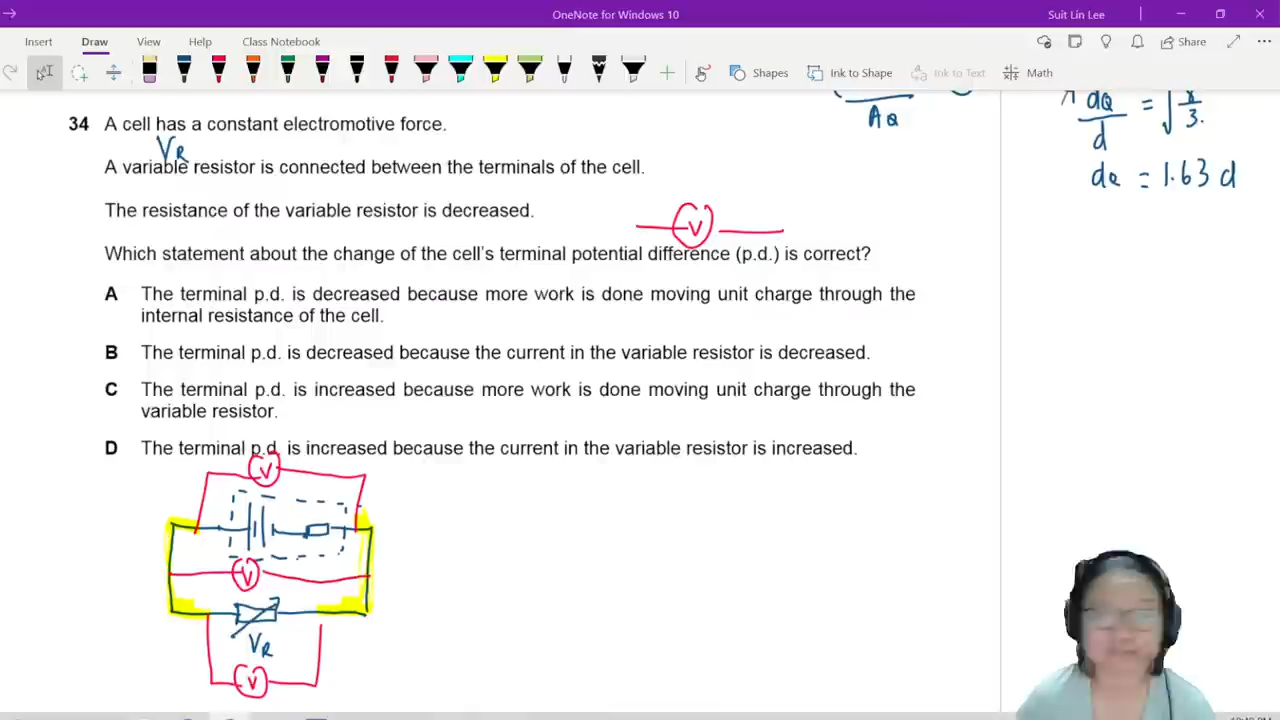 OneNote for Windows 10
Suit Lin Lee
Insert Draw View Help Class Notebook
Share
Shapes
Ink to Shape
Ink to Text
Math
A Q
dQ
d
=
3.
dQ = 1.63 d
34 A cell has a constant electromotive force.
VR
A variable resistor is connected between the terminals of the cell.
The resistance of the variable resistor is decreased.
V
Which statement about the change of the cell's terminal potential difference (p.d.) is correct?
A The terminal p.d. is decreased because more work is done moving unit charge through the
internal resistance of the cell.
B The terminal p.d. is decreased because the current in the variable resistor is decreased.
C The terminal p.d. is increased because more work is done moving unit charge through the
variable resistor.
D The terminal p.d. is increased because the current in the variable resistor is increased.
V
V
VR
V